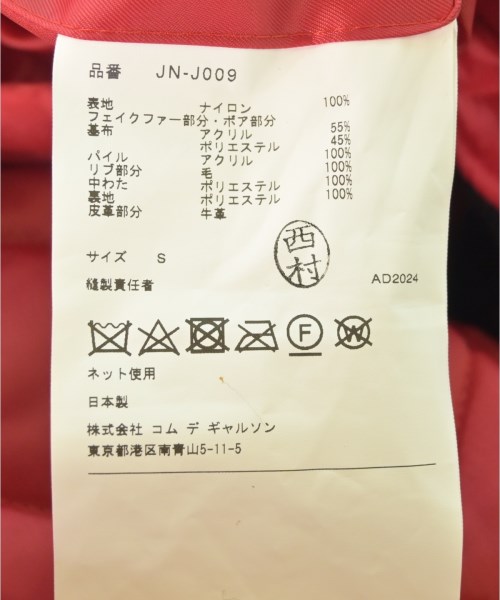 品番 JN-J009
表地 ナイロン 100%
フェイクファー部分・ボア部分
基布 アクリル 55%
ポリエステル 45%
パイル アクリル 100%
リブ部分 毛 100%
中わた ポリエステル 100%
裏地 ポリエステル 100%
皮革部分 牛革
サイズ S
西村
縫製責任者
AD2024
F W
ネット使用
日本製
株式会社 コム デ ギャルソン
東京都港区南青山5-11-5